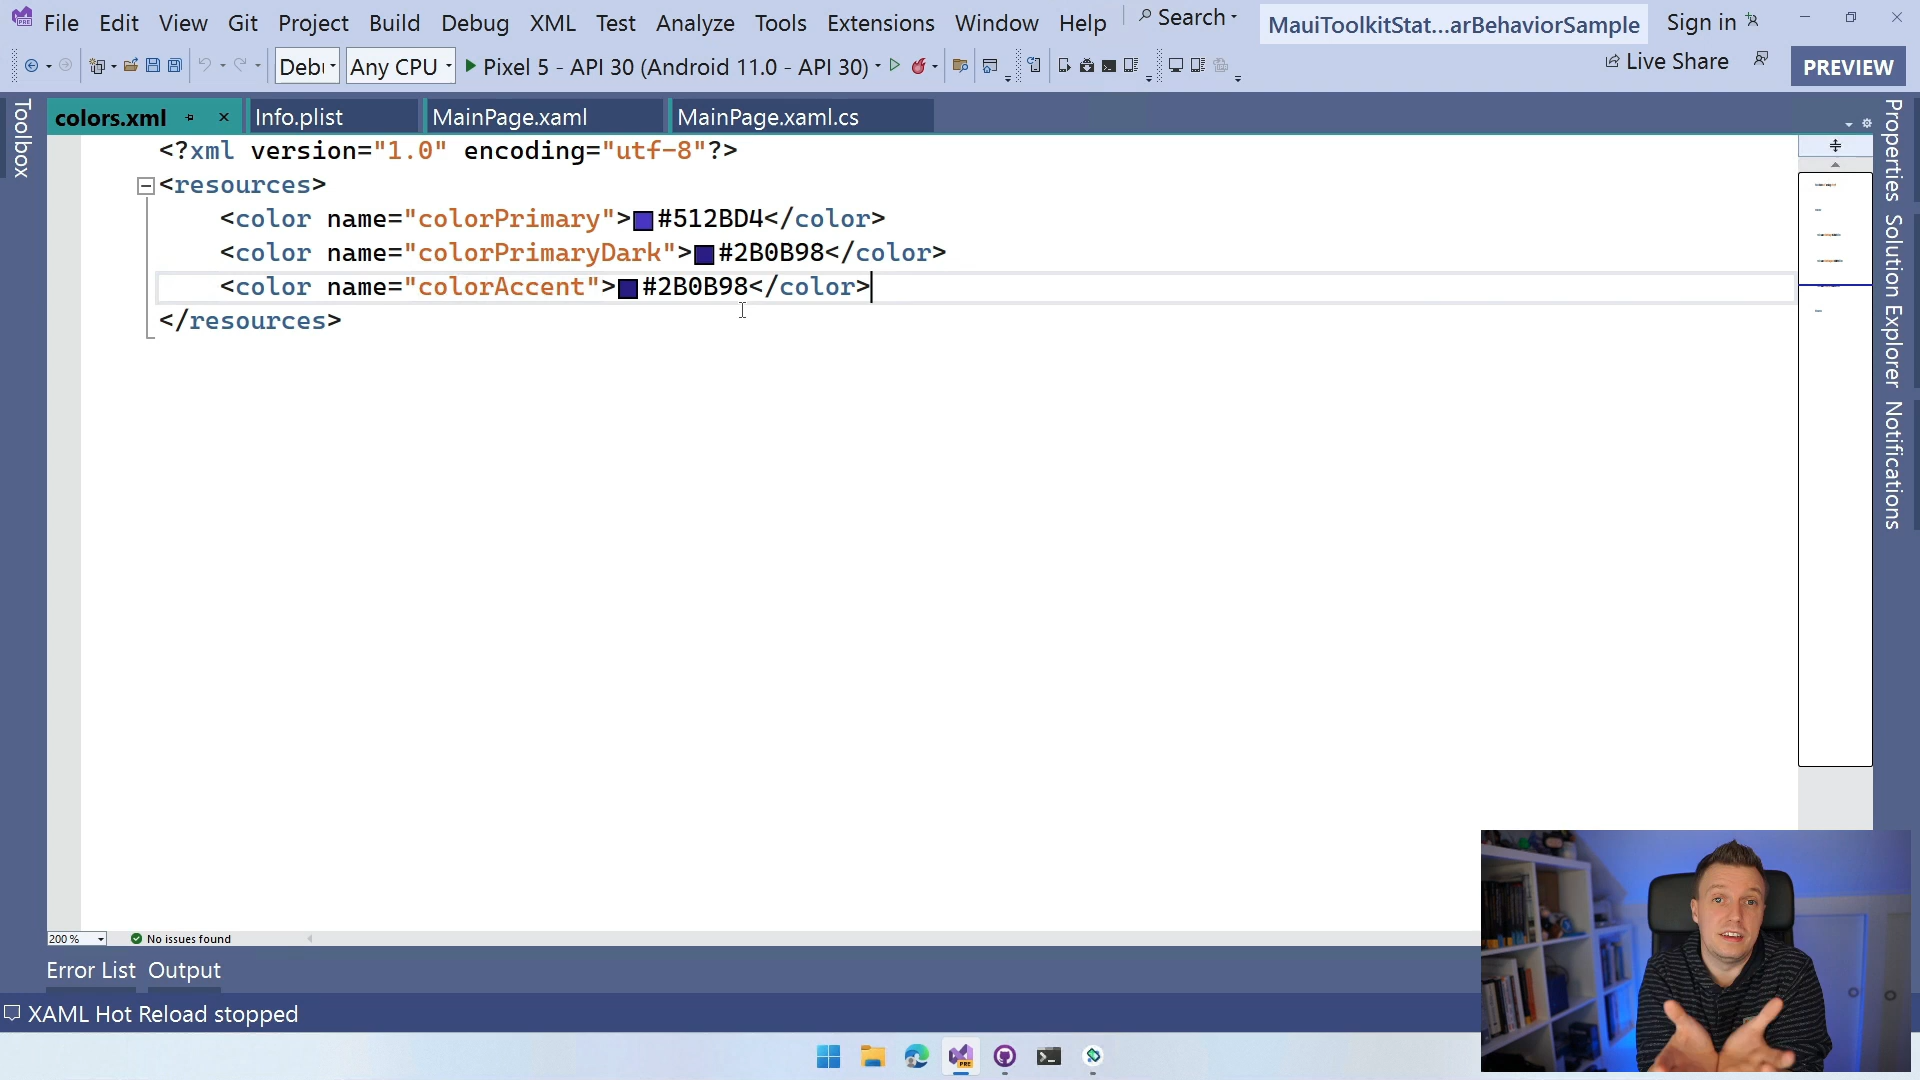 File Edit View Git Project Build Debug XML Test Analyze Tools Extensions Window Help Search MauiToolkitStat...arBehaviorSample Sign in
Any CPU Pixel 5 - API 30 (Android 11.0 - API 30) Live Share PREVIEW
Toolbox
colors.xml Info.plist MainPage.xaml MainPage.xaml.cs
<?xml version="1.0" encoding="utf-8"?>
<resources>
<color name="colorPrimary">#512BD4</color>
<color name="colorPrimaryDark">#2B0B98</color>
<color name="colorAccent">#2B0B98</color>
</resources>
Properties
Solution Explorer
Notifications
200 % No issues found
Error List Output
XAML Hot Reload stopped